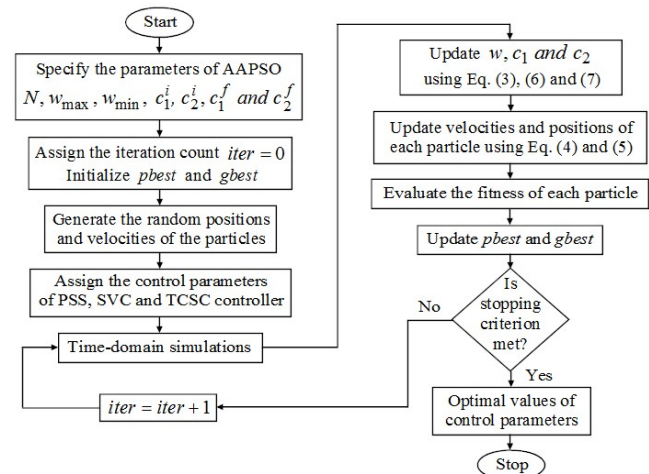 Start
Specify the parameters of AAPSO
N, w_max, w_min, c_1^i, c_2^i, c_1^f and c_2^f
Assign the iteration count iter = 0
Initialize pbest and gbest
Generate the random positions
and velocities of the particles
Assign the control parameters
of PSS, SVC and TCSC controller
Time-domain simulations
iter = iter + 1
Update w, c_1 and c_2
using Eq. (3), (6) and (7)
Update velocities and positions of
each particle using Eq. (4) and (5)
Evaluate the fitness of each particle
Update pbest and gbest
Is
stopping
criterion
met?
No
Yes
Optimal values of
control parameters
Stop